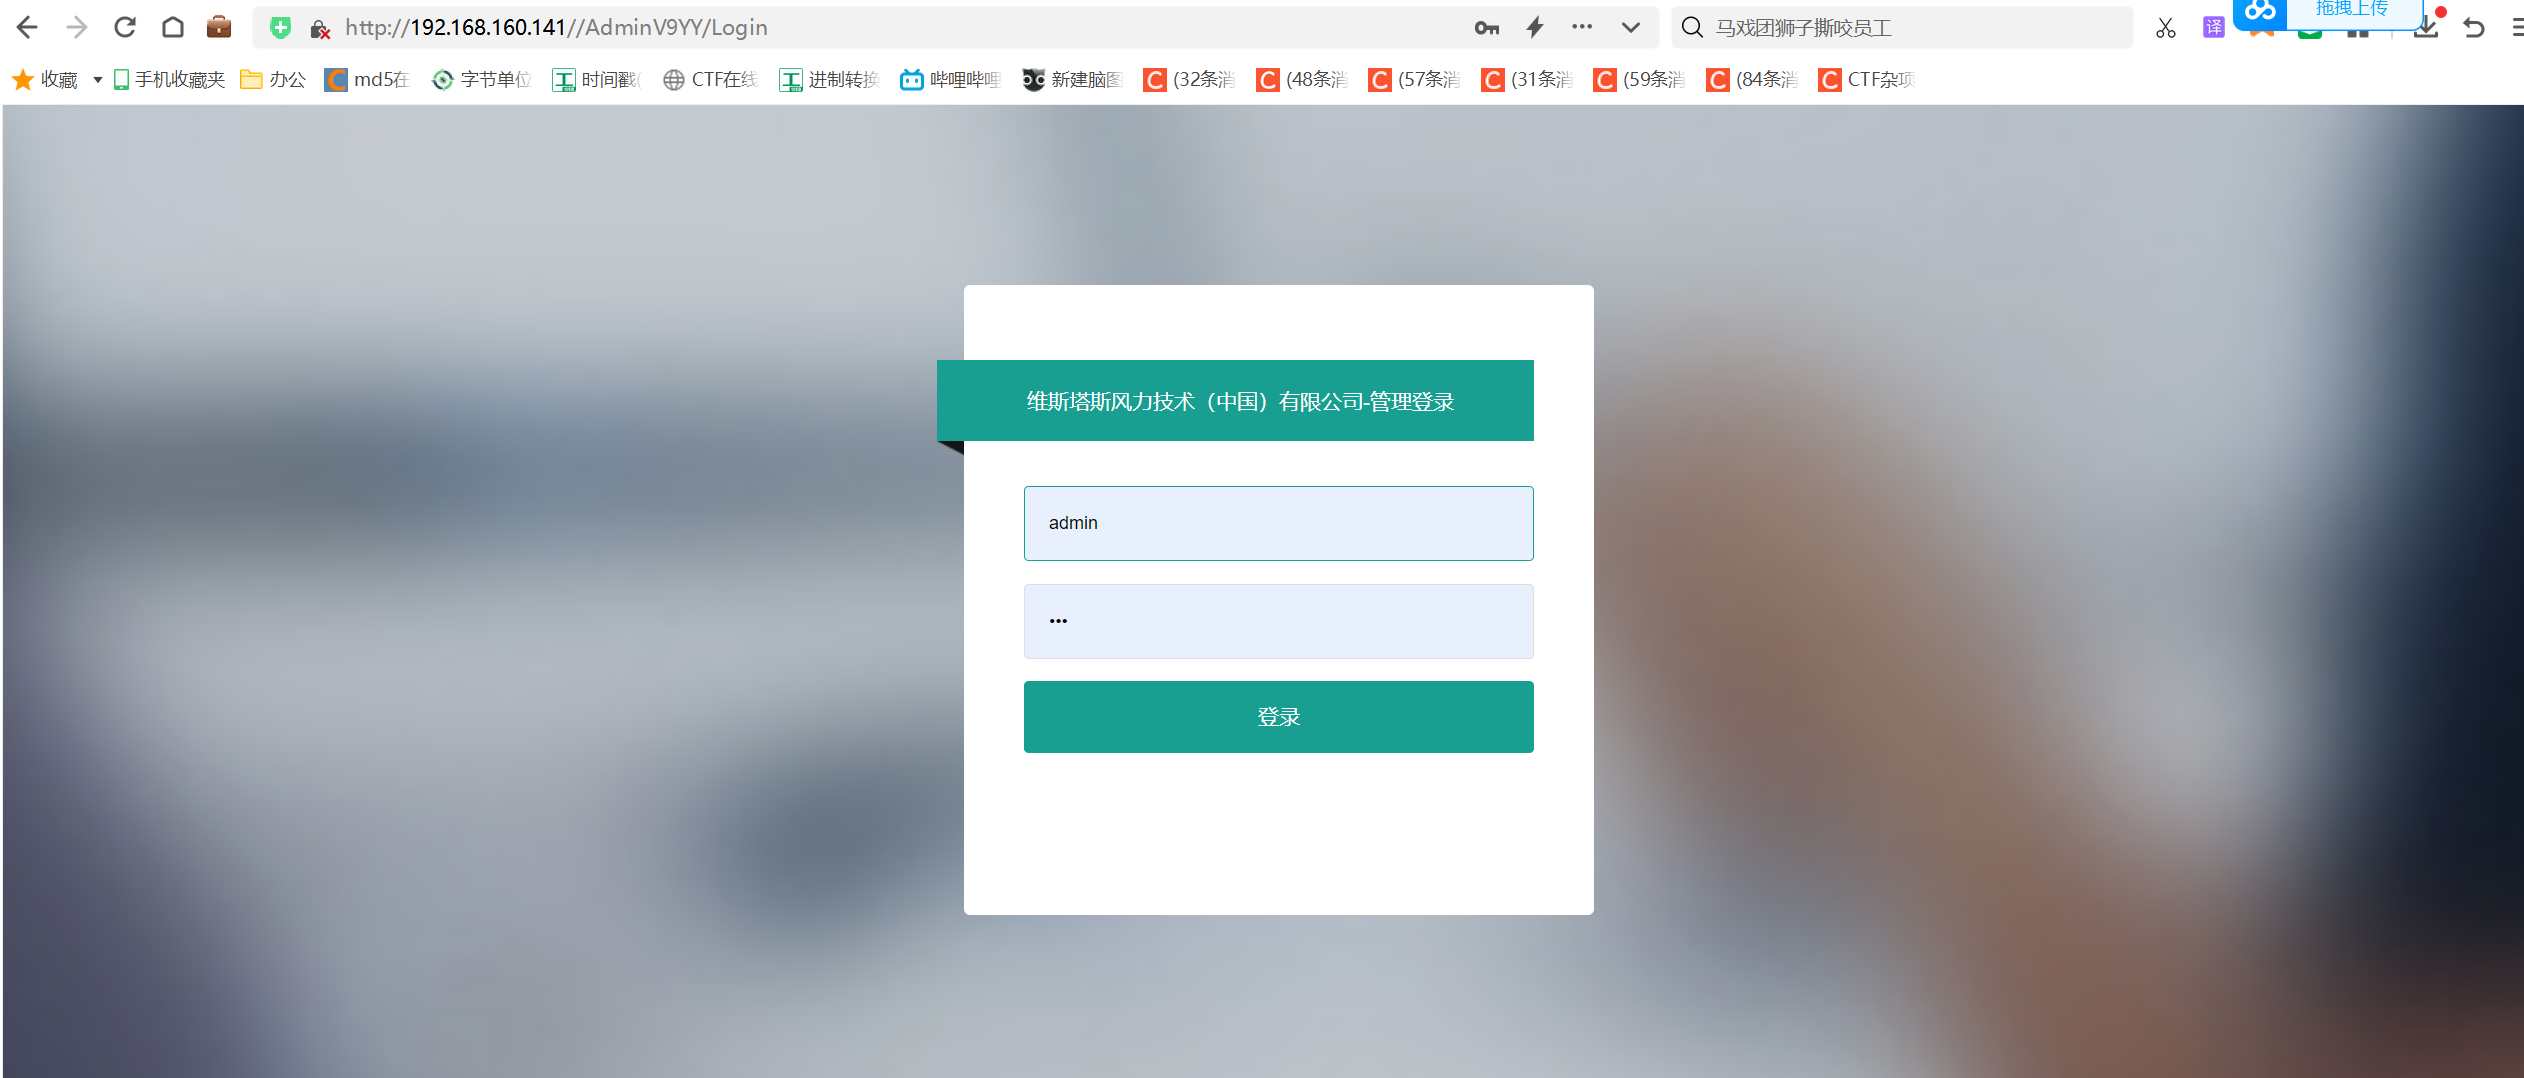 http://192.168.160.141//AdminV9YY/Login
马戏团狮子撕咬员工
译
拖拽上传
收藏
手机收藏夹
办公
md5在
字节单位
时间戳(
CTF在线
进制转换
哔哩哔哩
新建脑图
(32条消
(48条消
(57条消
(31条消
(59条消
(84条消
CTF杂项
维斯塔斯风力技术（中国）有限公司-管理登录
admin
登录